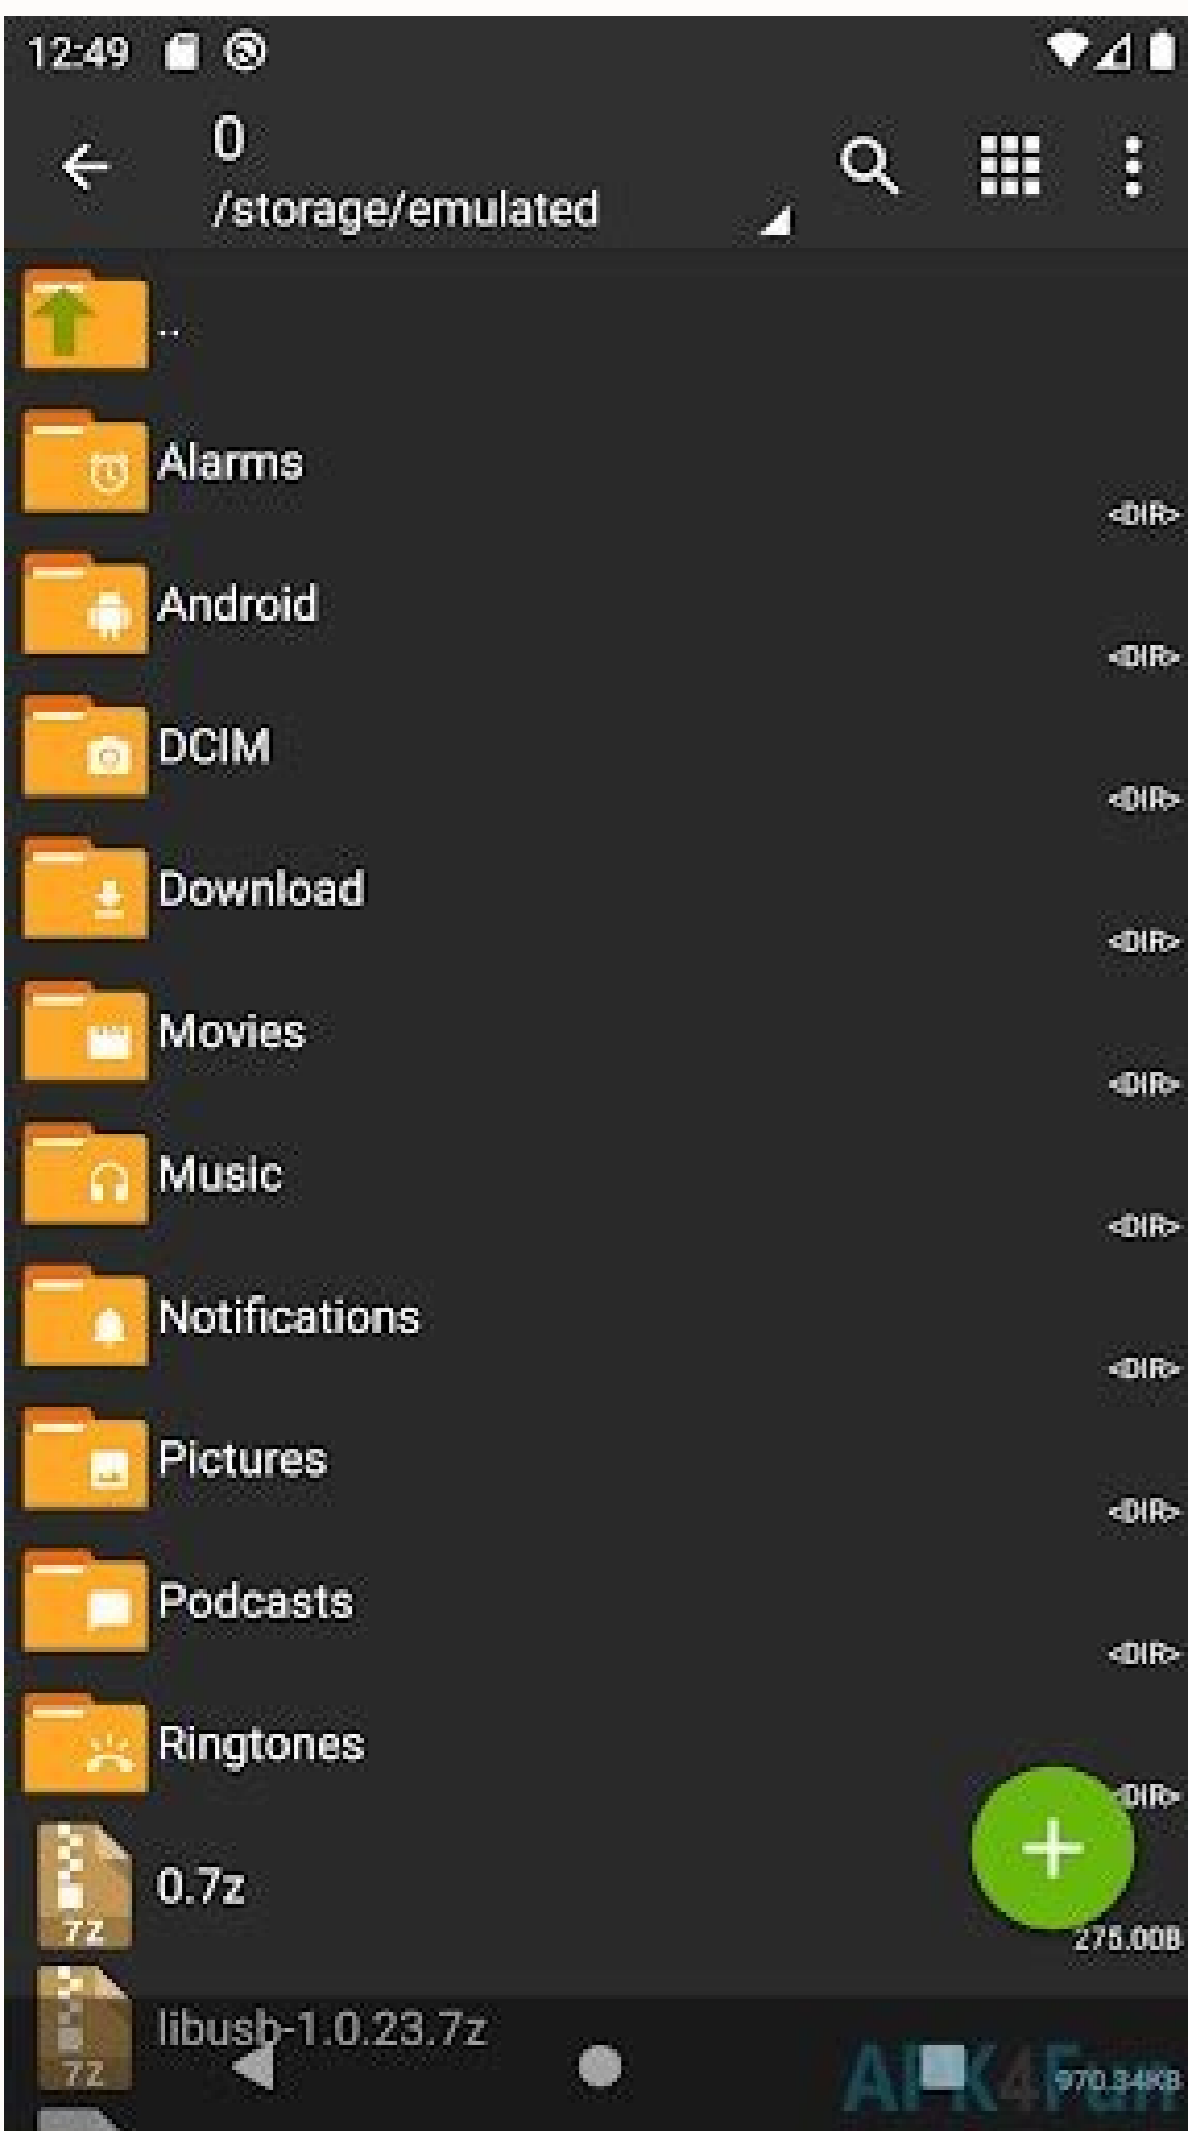 12:49
0
/storage/emulated
..
Alarms
<DIR>
Android
<DIR>
DCIM
<DIR>
Download
<DIR>
Movies
<DIR>
Music
<DIR>
Notifications
<DIR>
Pictures
<DIR>
Podcasts
<DIR>
Ringtones
<DIR>
0.7z
7Z
275.00B
libusb-1.0.23.7z
7Z
970.34KB
APK4Fun